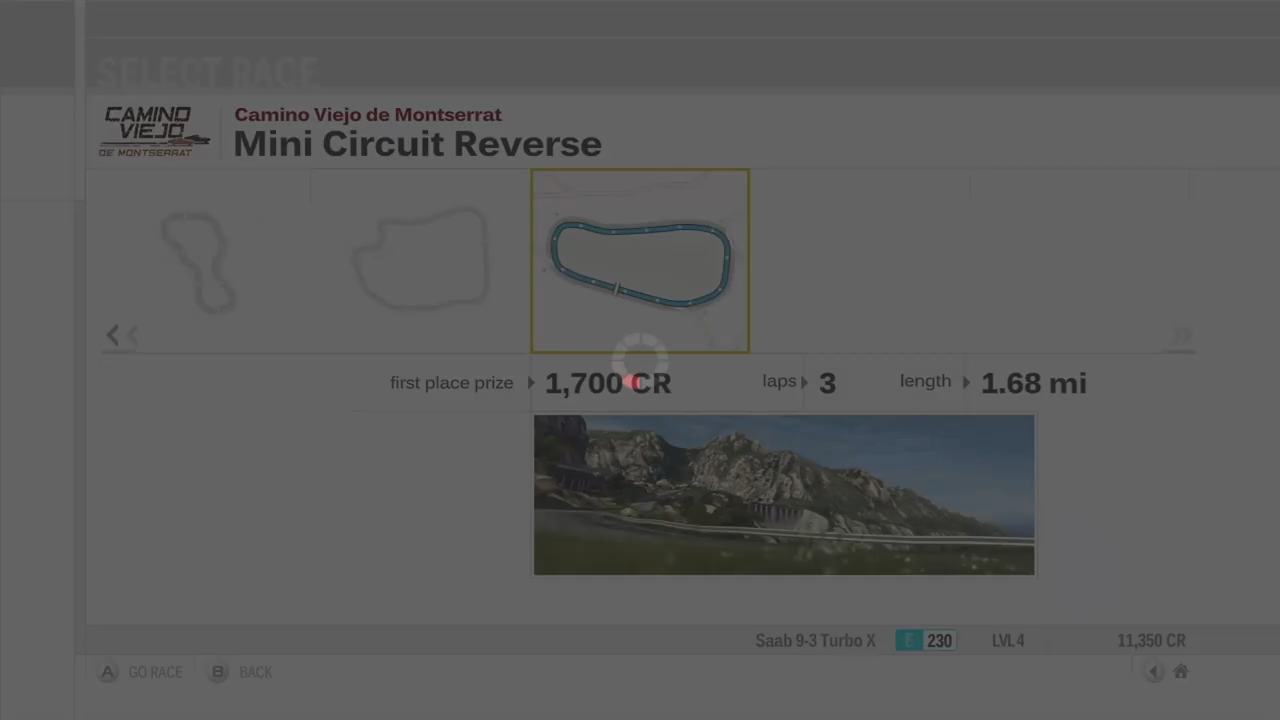 SELECT RACE
CAMINO
VIEJO
DE MONTSERRAT
Camino Viejo de Montserrat
Mini Circuit Reverse
first place prize 1,700 CR laps 3 length 1.68 mi
Saab 9-3 Turbo X E 230 LVL 4 11,350 CR
A GO RACE B BACK